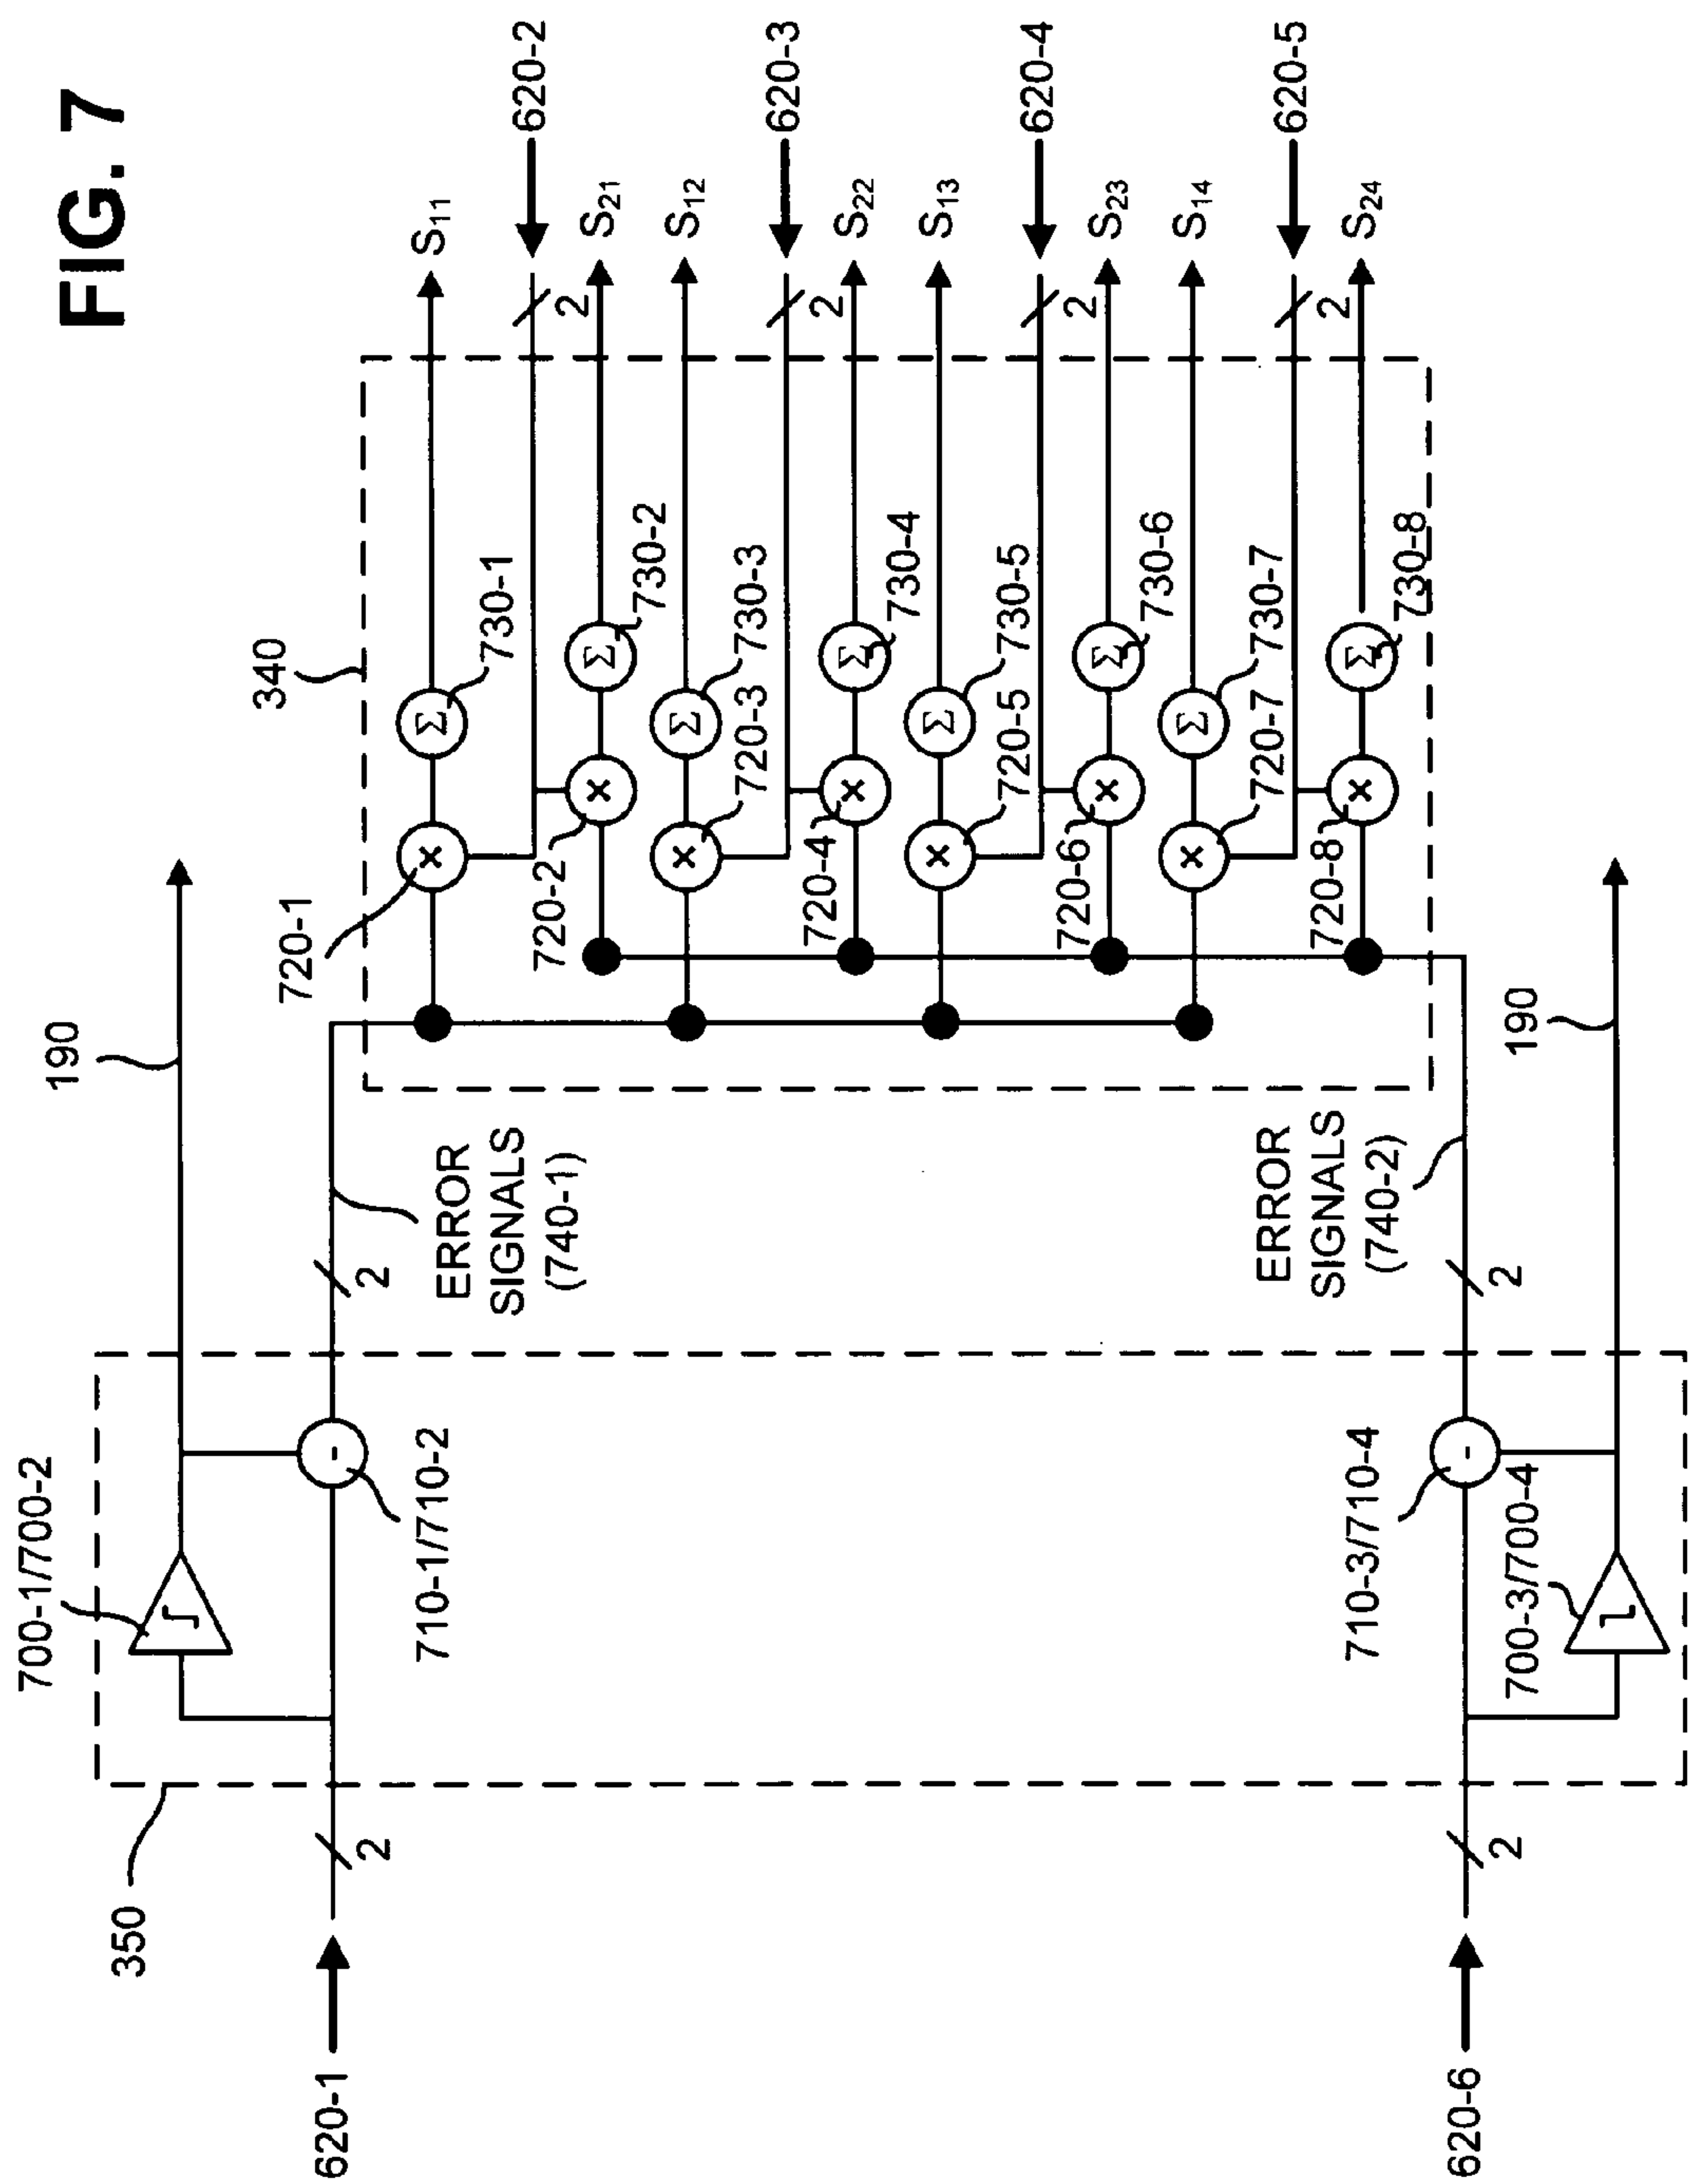 FIG. 7
620-1
2
350
700-1/700-2
710-1/710-2
2
190
ERROR
SIGNALS
(740-1)
340
720-1
×
Σ
730-1
S11
620-2
2
720-2
×
Σ
730-2
S21
×
720-3
Σ
730-3
S12
620-3
2
720-4
×
Σ
730-4
S22
×
720-5
Σ
730-5
S13
620-4
2
720-6
×
Σ
730-6
S23
×
720-7
Σ
730-7
S14
620-5
2
720-8
×
Σ
730-8
S24
ERROR
SIGNALS
(740-2)
620-6
2
710-3/710-4
-
-
2
700-3/700-4
190